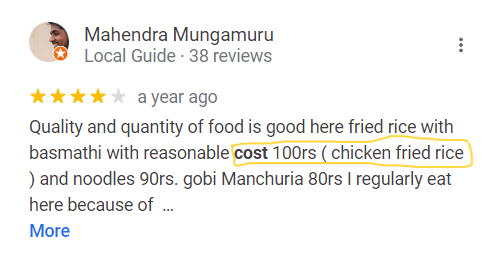 Mahendra Mungamuru
Local Guide · 38 reviews
a year ago
Quality and quantity of food is good here fried rice with
basmathi with reasonable cost 100rs ( chicken fried rice
) and noodles 90rs. gobi Manchuria 80rs I regularly eat
here because of ...
More